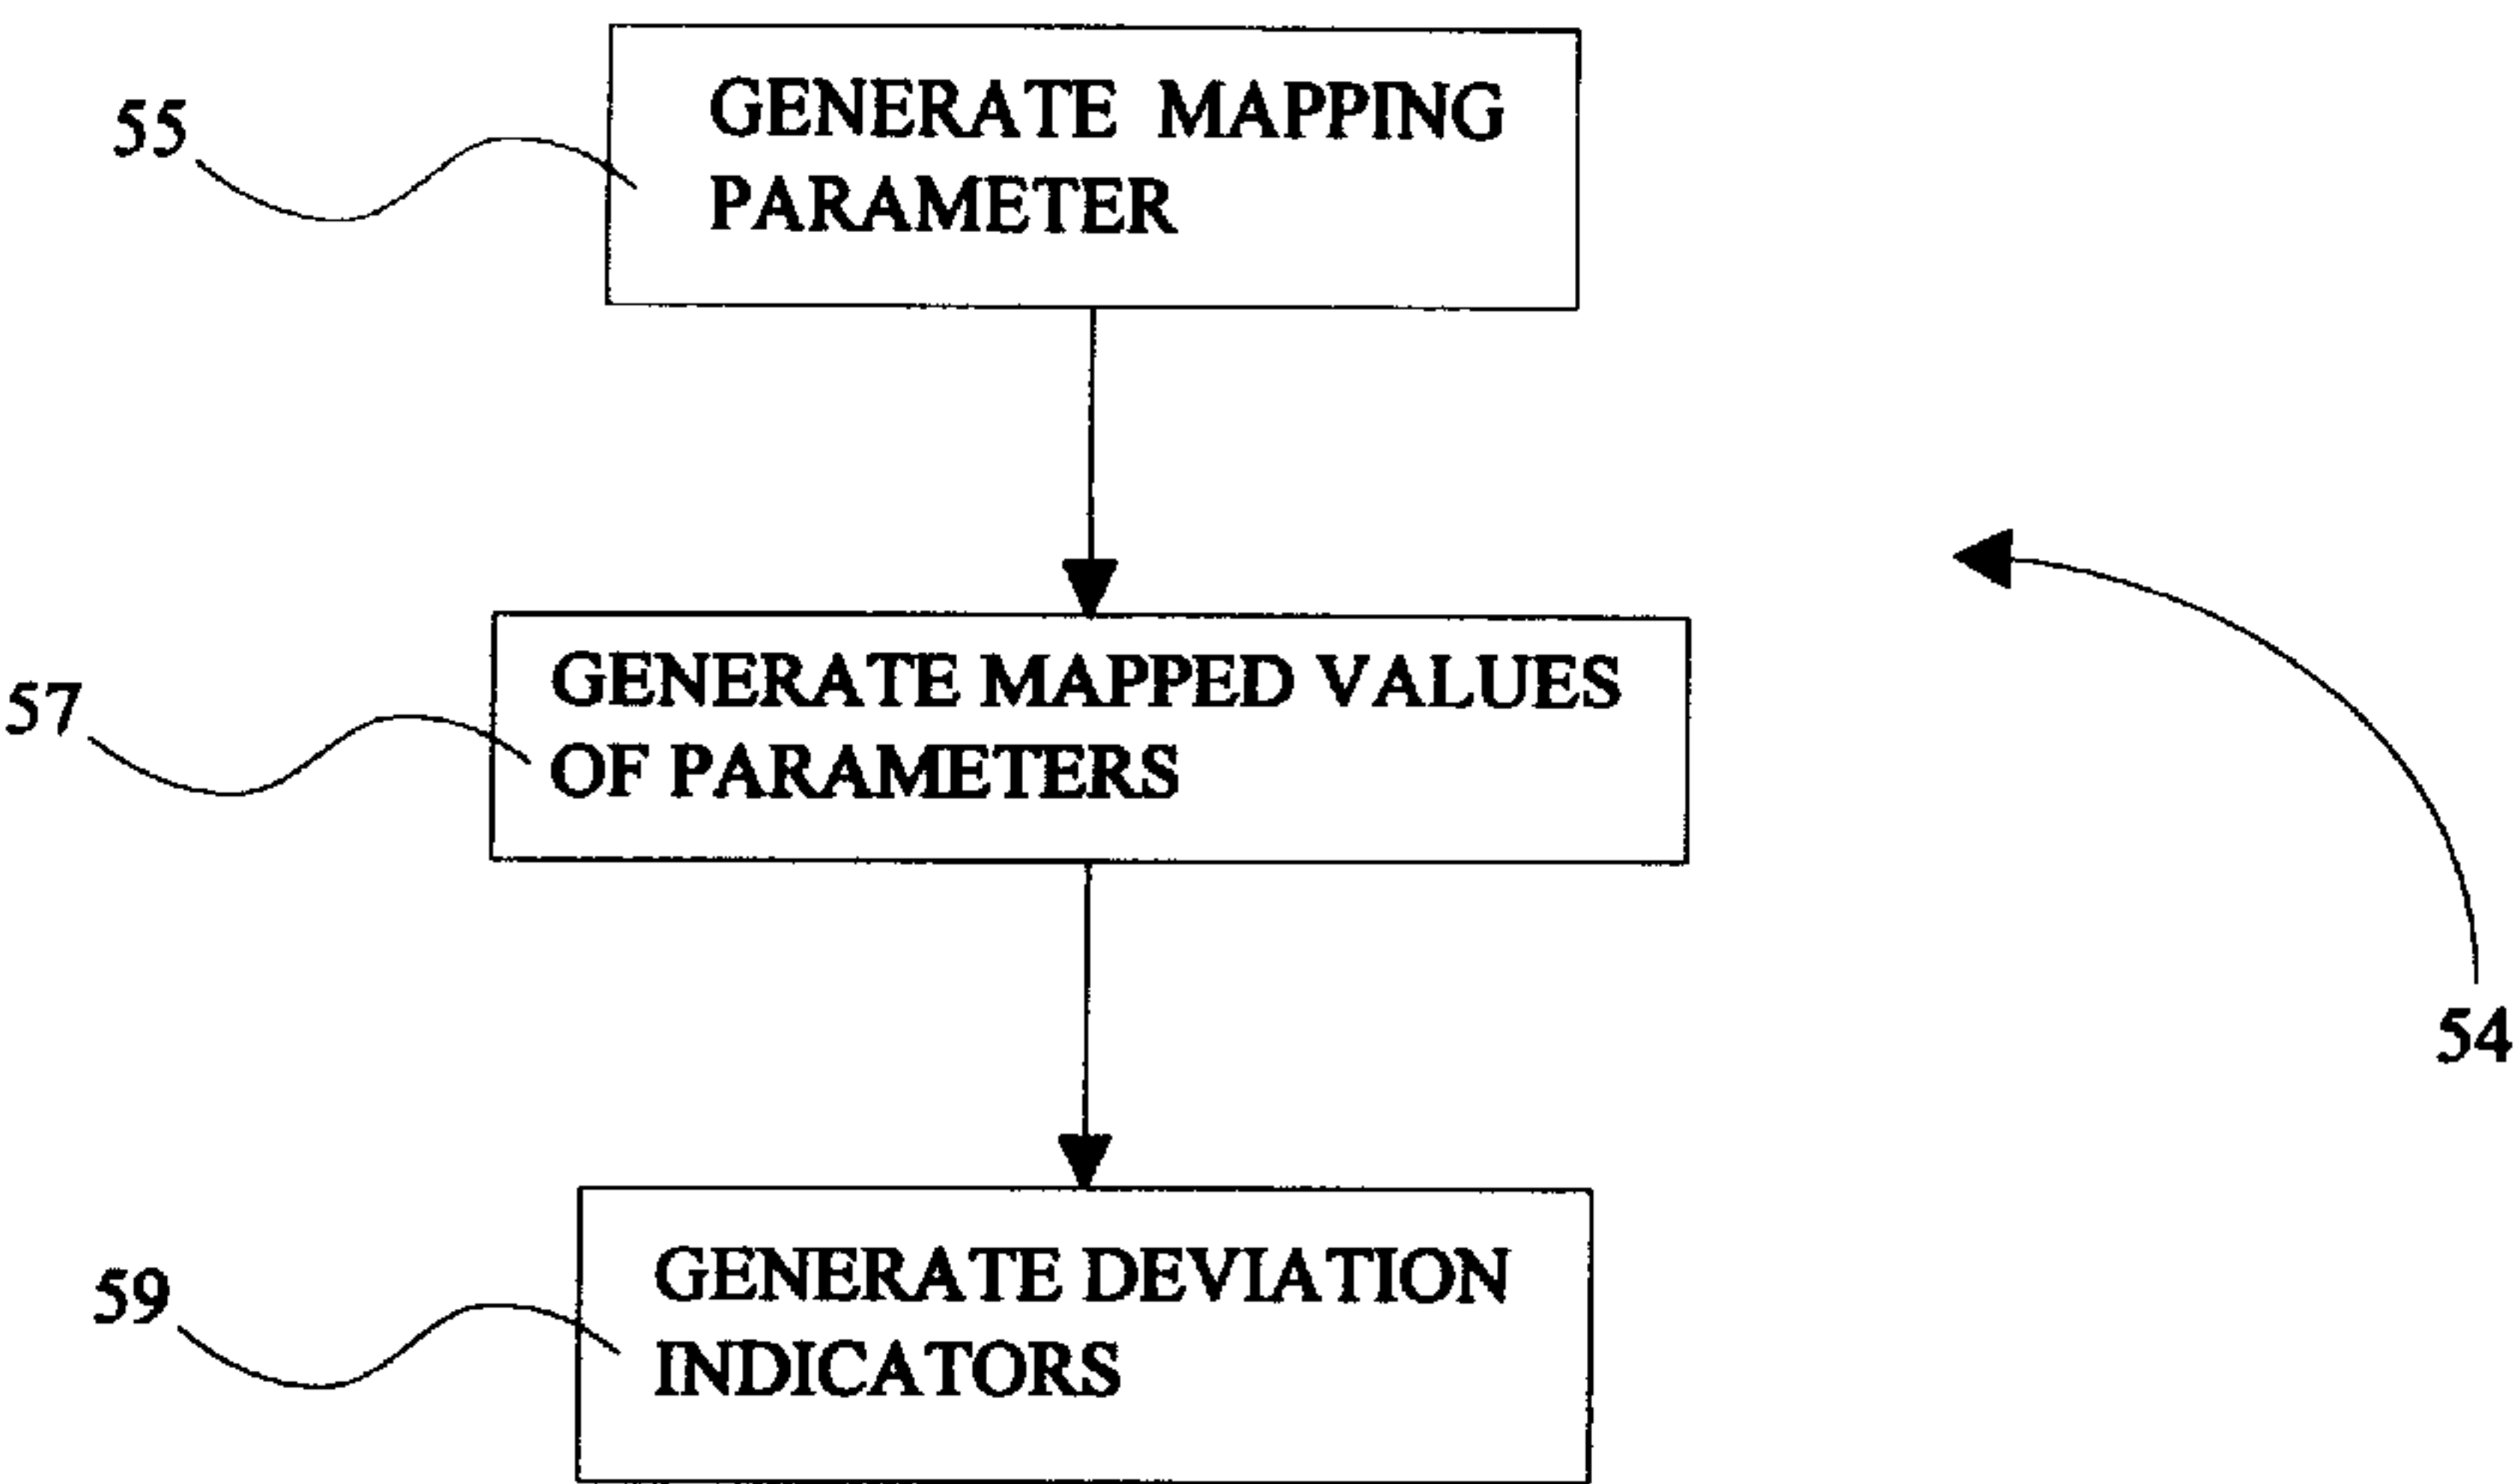 55
GENERATE MAPPING
PARAMETER
57
GENERATE MAPPED VALUES
OF PARAMETERS
54
59
GENERATE DEVIATION
INDICATORS